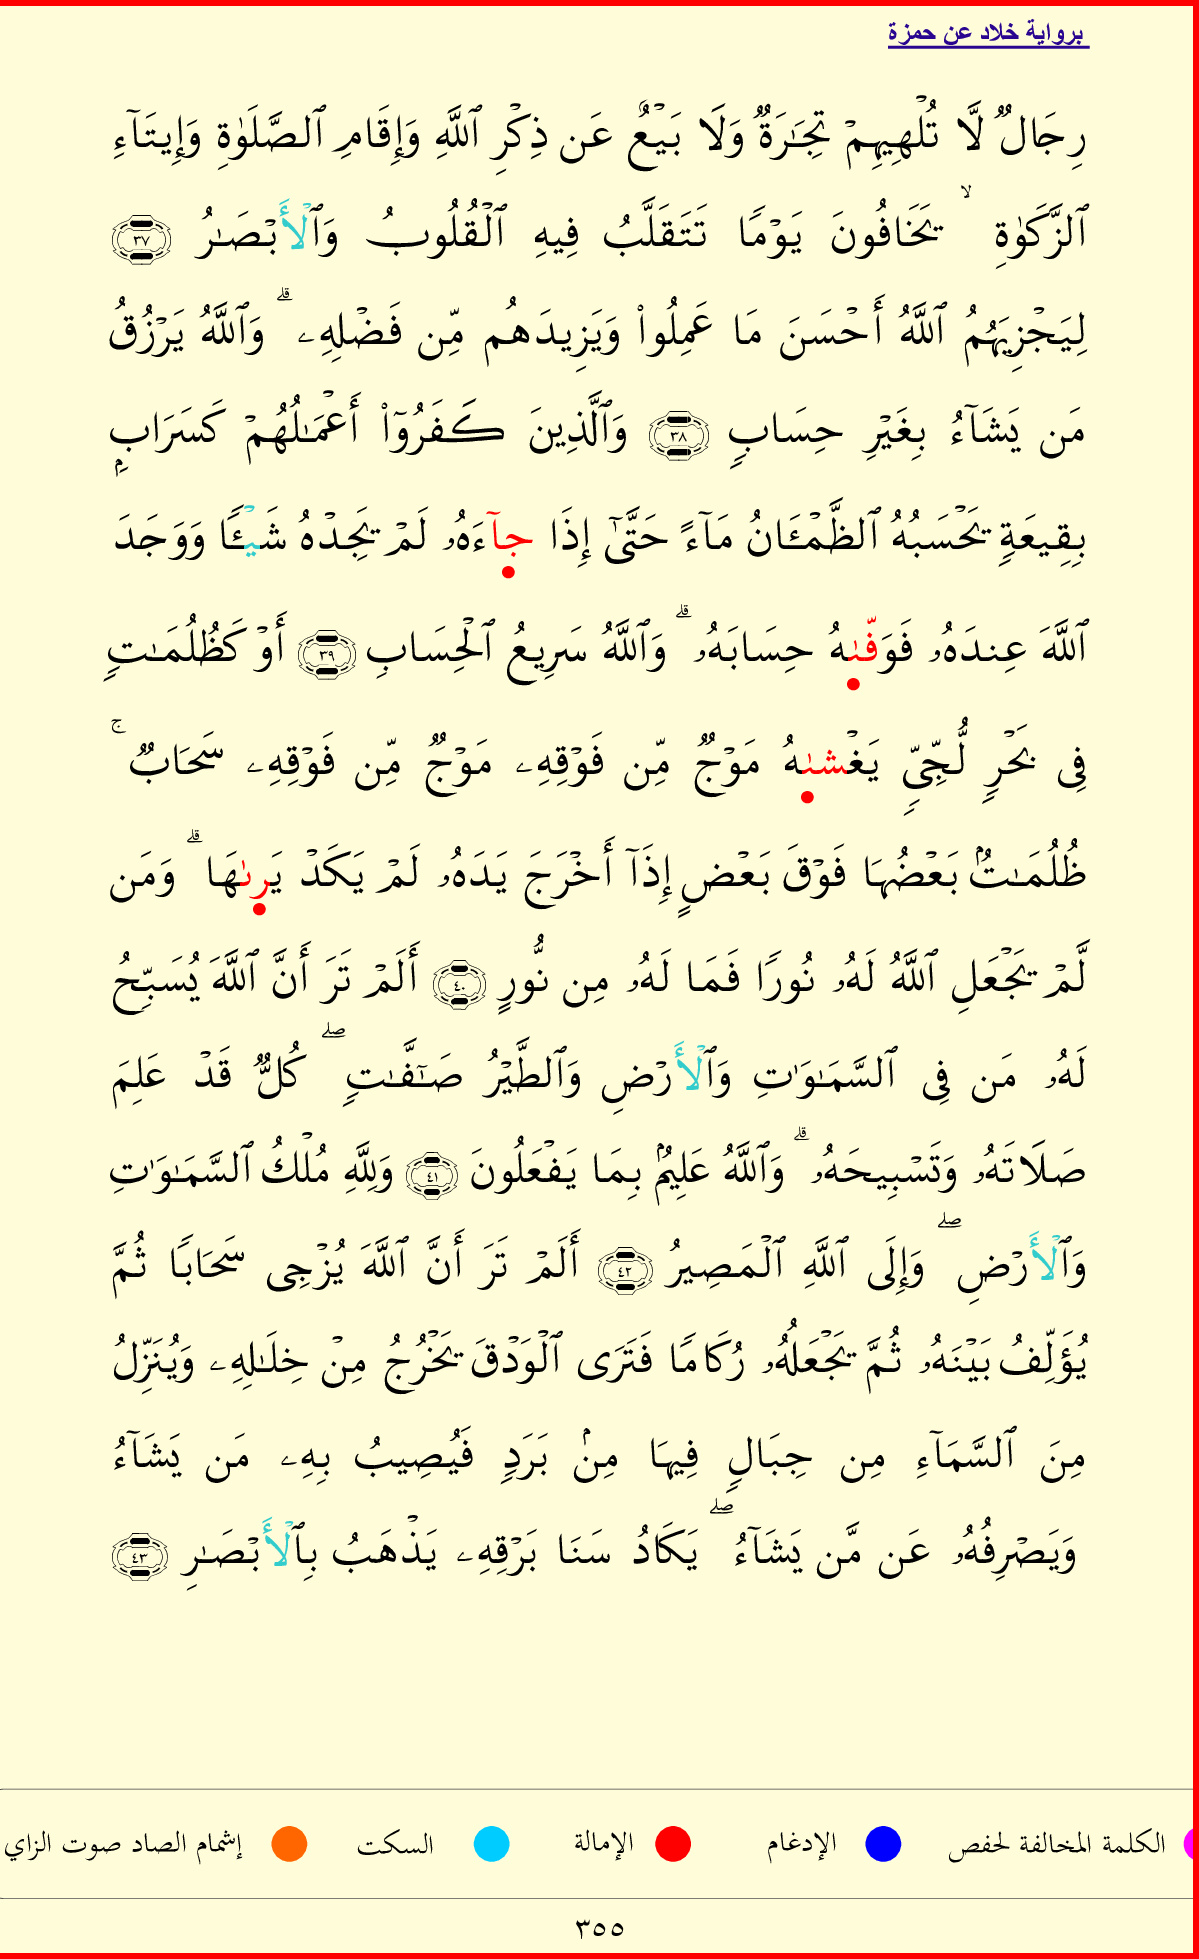 برواية خلاد عن حمزة
رِجَالٌ لَّا تُلْهِيهِمْ تِجَٰرَةٌ وَلَا بَيْعٌ عَن ذِكْرِ ٱللَّهِ وَإِقَامِ ٱلصَّلَوٰةِ وَإِيتَآءِ
ٱلزَّكَوٰةِ ۙ يَخَافُونَ يَوْمًا تَتَقَلَّبُ فِيهِ ٱلْقُلُوبُ وَٱلْأَبْصَٰرُ ٣٧
لِيَجْزِيَهُمُ ٱللَّهُ أَحْسَنَ مَا عَمِلُوا۟ وَيَزِيدَهُم مِّن فَضْلِهِۦ ۗ وَٱللَّهُ يَرْزُقُ
مَن يَشَآءُ بِغَيْرِ حِسَابٍ ٣٨ وَٱلَّذِينَ كَفَرُوٓا۟ أَعْمَٰلُهُمْ كَسَرَابٍۭ
بِقِيعَةٍ يَحْسَبُهُ ٱلظَّمْـَٔانُ مَآءً حَتَّىٰٓ إِذَا جآءَهُۥ لَمْ يَجِدْهُ شَيْـًٔا وَوَجَدَ
ٱللَّهَ عِندَهُۥ فَوَفّىٰهُ حِسَابَهُۥ ۗ وَٱللَّهُ سَرِيعُ ٱلْحِسَابِ ٣٩ أَوْ كَظُلُمَٰتٍ
فِى بَحْرٍ لُّجِّىٍّ يَغْشىٰهُ مَوْجٌ مِّن فَوْقِهِۦ مَوْجٌ مِّن فَوْقِهِۦ سَحَابٌ ۚ
ظُلُمَٰتٌۢ بَعْضُهَا فَوْقَ بَعْضٍ إِذَآ أَخْرَجَ يَدَهُۥ لَمْ يَكَدْ يَرىٰهَا ۗ وَمَن
لَّمْ يَجْعَلِ ٱللَّهُ لَهُۥ نُورًا فَمَا لَهُۥ مِن نُّورٍ ٤٠ أَلَمْ تَرَ أَنَّ ٱللَّهَ يُسَبِّحُ
لَهُۥ مَن فِى ٱلسَّمَٰوَٰتِ وَٱلْأَرْضِ وَٱلطَّيْرُ صَٰٓفَّٰتٍ ۖ كُلٌّ قَدْ عَلِمَ
صَلَاتَهُۥ وَتَسْبِيحَهُۥ ۗ وَٱللَّهُ عَلِيمٌۢ بِمَا يَفْعَلُونَ ٤١ وَلِلَّهِ مُلْكُ ٱلسَّمَٰوَٰتِ
وَٱلْأَرْضِ ۖ وَإِلَى ٱللَّهِ ٱلْمَصِيرُ ٤٢ أَلَمْ تَرَ أَنَّ ٱللَّهَ يُزْجِى سَحَابًا ثُمَّ
يُؤَلِّفُ بَيْنَهُۥ ثُمَّ يَجْعَلُهُۥ رُكَامًا فَتَرَى ٱلْوَدْقَ يَخْرُجُ مِنْ خِلَٰلِهِۦ وَيُنَزِّلُ
مِنَ ٱلسَّمَآءِ مِن جِبَالٍ فِيهَا مِنۢ بَرَدٍ فَيُصِيبُ بِهِۦ مَن يَشَآءُ
وَيَصْرِفُهُۥ عَن مَّن يَشَآءُ ۖ يَكَادُ سَنَا بَرْقِهِۦ يَذْهَبُ بِٱلْأَبْصَٰرِ ٤٣
الكلمة المخالفة لحفص الإدغام الإمالة السكت إشمام الصاد صوت الزاي
٣٥٥